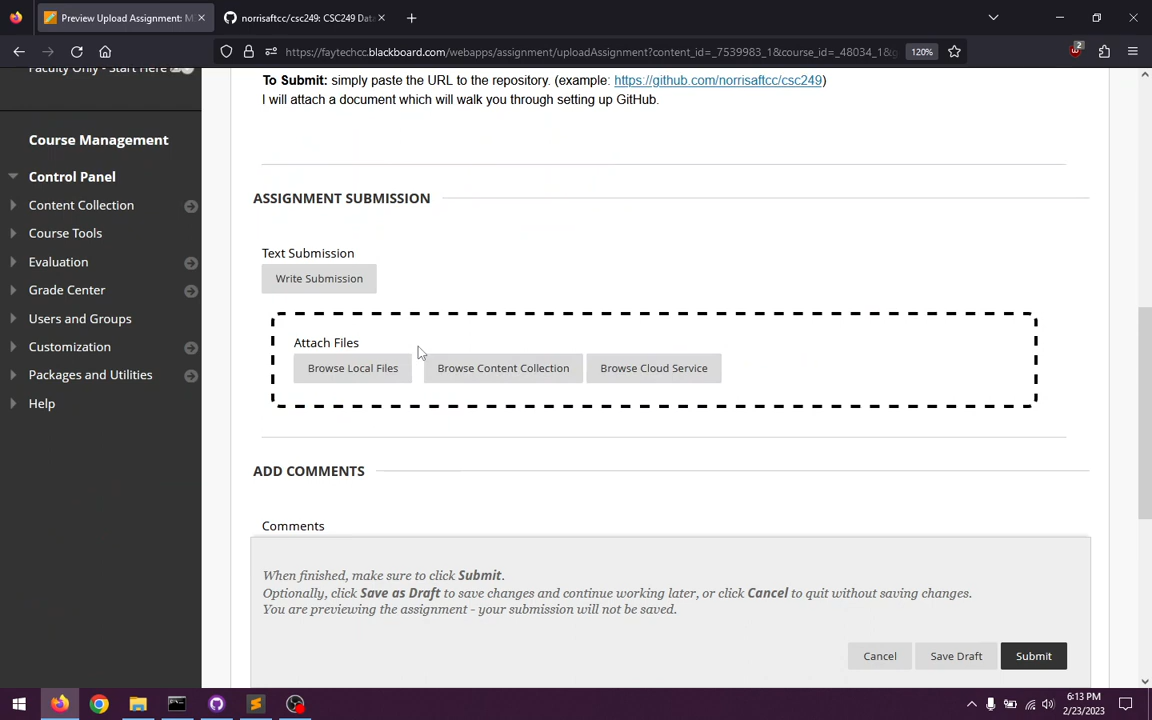 Preview Upload Assignment: M
norrisaftcc/csc249: CSC249 Dat
https://faytechcc.blackboard.com/webapps/assignment/uploadAssignment?content_id=_7539983_1&course_id=_48034_1&
120%
2
Faculty Only - Start Here
Course Management
Control Panel
Content Collection
Course Tools
Evaluation
Grade Center
Users and Groups
Customization
Packages and Utilities
Help
To Submit: simply paste the URL to the repository. (example: https://github.com/norrisaftcc/csc249)
I will attach a document which will walk you through setting up GitHub.
ASSIGNMENT SUBMISSION
Text Submission
Write Submission
Attach Files
Browse Local Files
Browse Content Collection
Browse Cloud Service
ADD COMMENTS
Comments
When finished, make sure to click Submit.
Optionally, click Save as Draft to save changes and continue working later, or click Cancel to quit without saving changes.
You are previewing the assignment - your submission will not be saved.
Cancel
Save Draft
Submit
6:13 PM
2/23/2023